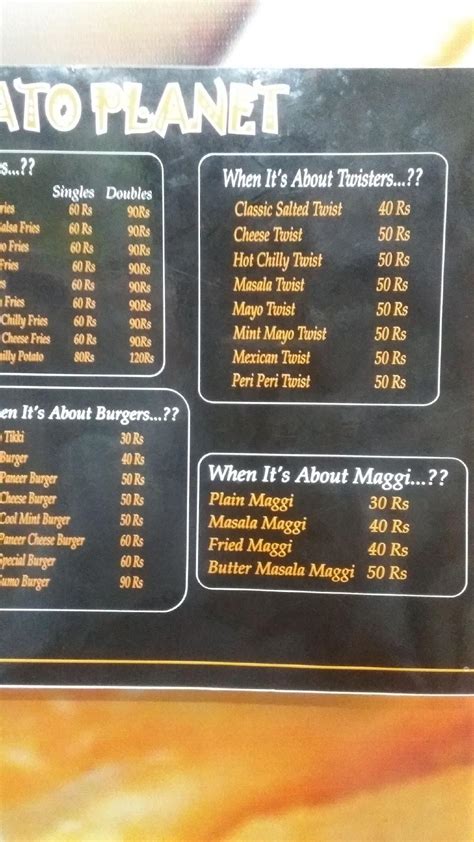 ATO PLANET
s...??
Singles Doubles
ries 60 Rs 90Rs
alsa Fries 60 Rs 90Rs
o Fries 60 Rs 90Rs
Fries 60 Rs 90Rs
es 60 Rs 90Rs
n Fries 60 Rs 90Rs
Chilly Fries 60 Rs 90Rs
Cheese Fries 60 Rs 90Rs
hilly Potato 80Rs 120Rs
en It's About Burgers...??
Tikki 30 Rs
Burger 40 Rs
Paneer Burger 50 Rs
Cheese Burger 50 Rs
Cool Mint Burger 50 Rs
Paneer Cheese Burger 60 Rs
Special Burger 60 Rs
Sumo Burger 90 Rs
When It's About Twisters...??
Classic Salted Twist 40 Rs
Cheese Twist 50 Rs
Hot Chilly Twist 50 Rs
Masala Twist 50 Rs
Mayo Twist 50 Rs
Mint Mayo Twist 50 Rs
Mexican Twist 50 Rs
Peri Peri Twist 50 Rs
When It's About Maggi...??
Plain Maggi 30 Rs
Masala Maggi 40 Rs
Fried Maggi 40 Rs
Butter Masala Maggi 50 Rs